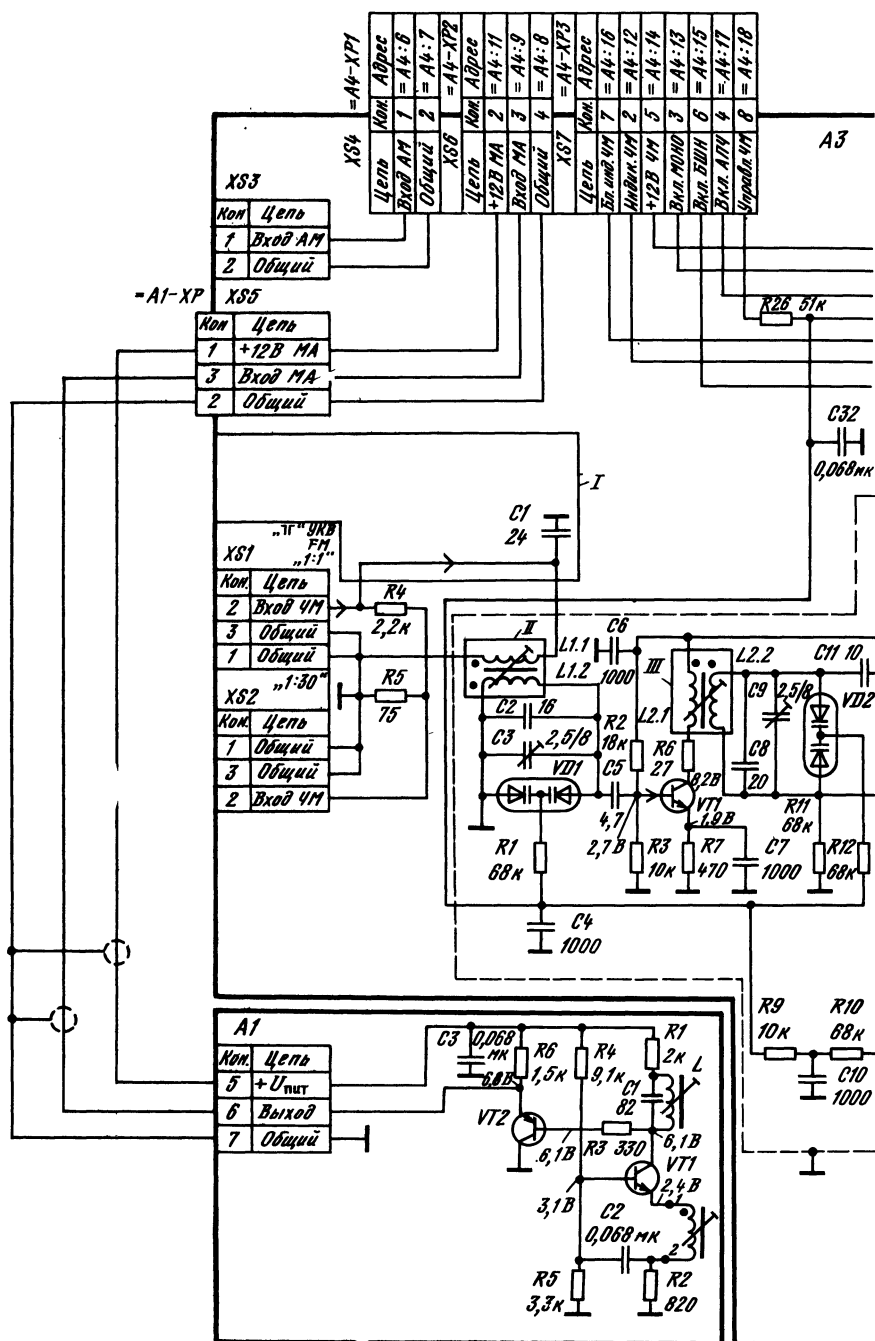 XS4 =A4-XP1
Цепь Кон. Адрес
Вход АМ 1 =A4:6
Общий 2 =A4:7
XS6 =A4-XP2
Цепь Кон. Адрес
+12В МА 2 =A4:11
Вход МА 3 =A4:9
Общий 4 =A4:8
XS7 =A4-XP3
Цепь Кон. Адрес
Бл. инд. ЧМ 7 =A4:16
Индик. ЧМ 2 =A4:12
+12В ЧМ 5 =A4:14
Вкл. МОНО 3 =A4:13
Вкл. БШН 6 =A4:15
Вкл. АПЧ 4 =A4:17
Управл. ЧМ 8 =A4:18
A3
XS3
Кон Цепь
1 Вход АМ
2 Общий
=A1-XP XS5
Кон Цепь
1 +12В МА
3 Вход МА
2 Общий
R26 51к
C32
0,068мк
I
УКВ
FM
„1:1"
XS1
Кон. Цепь
2 Вход ЧМ
3 Общий
1 Общий
„1:30"
XS2
Кон. Цепь
1 Общий
3 Общий
2 Вход ЧМ
C1
24
R4
2,2к
R5
75
II
L1.1
L1.2
C2 16
C3 2,5/8
VD1
R1
68к
C4
1000
C5
4,7
2,7В
C6
1000
R2
18к
R3
10к
III
L2.1
L2.2
R6
27
8,2В
VT1
1,9В
R7
470
C7
1000
C8
20
C9 2,5/8
C11 10
VD2
R11
68к
R12
68к
R9
10к
R10
68к
C10
1000
A1
Кон. Цепь
5 +Uпит
6 Выход
7 Общий
C3 0,068
мк
R6
1,5к
6,8В
VT2
R4
9,1к
R1
2к
C1
82
L
6,1В
R3 330
6,1В
VT1
2,4В
3,1В
C2
0,068мк
1
2
R5
3,3к
R2
820